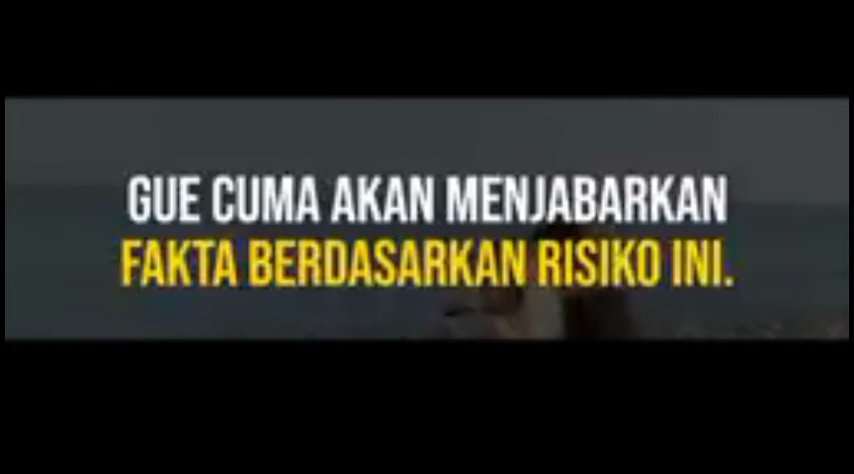 GUE CUMA AKAN MENJABARKAN
FAKTA BERDASARKAN RISIKO INI.